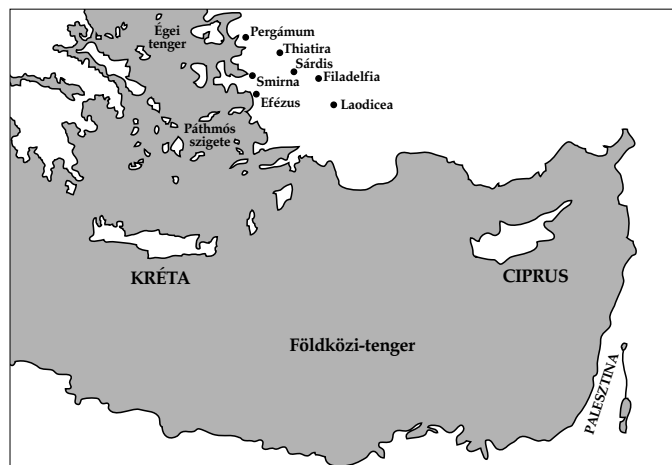 Égei
tenger
Pergámum
Thiatira
Sárdis
Filadelfia
Smirna
Efézus
Laodicea
Páthmós
szigete
KRÉTA
CIPRUS
Földközi-tenger
PALESZTINA